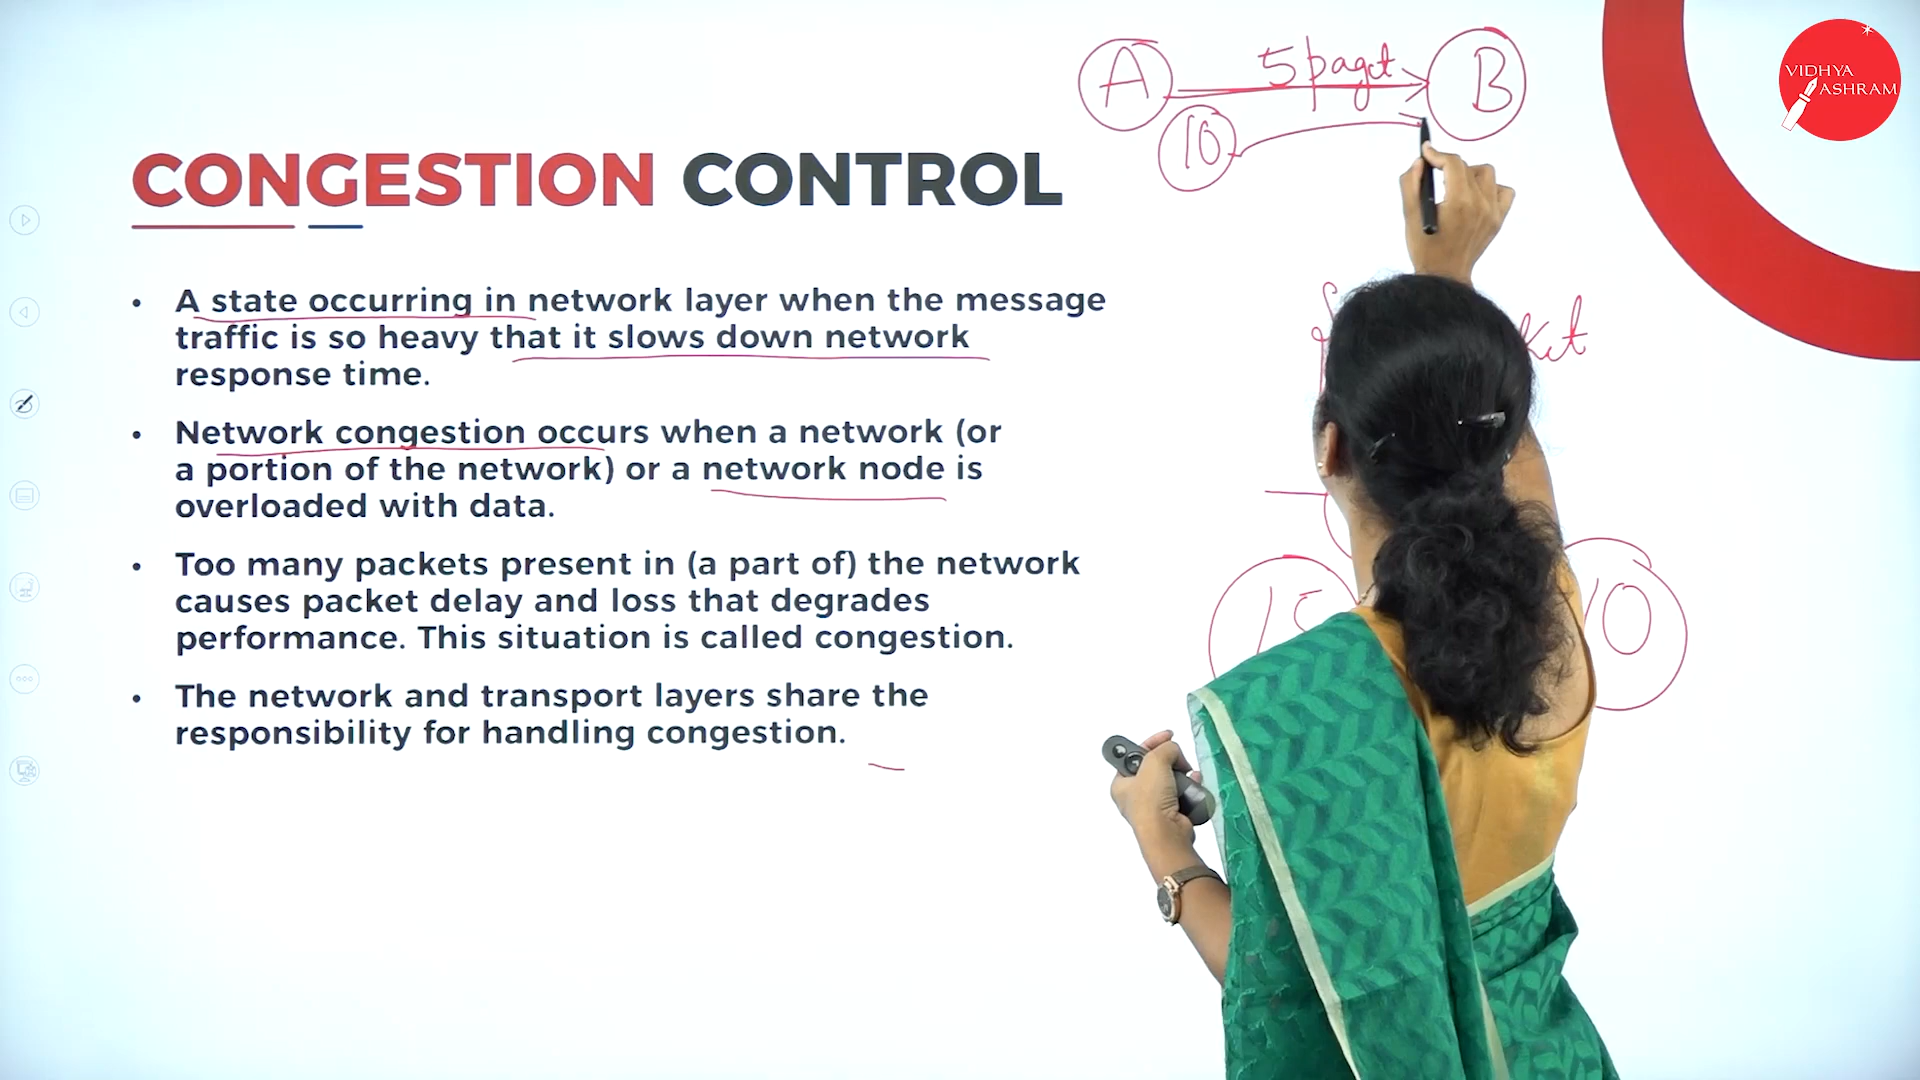 A 5 paget B
VIDHYA
ASHRAM
10
CONGESTION CONTROL
• A state occurring in network layer when the message
traffic is so heavy that it slows down network
response time.
• Network congestion occurs when a network (or
a portion of the network) or a network node is
overloaded with data.
• Too many packets present in (a part of) the network
causes packet delay and loss that degrades
performance. This situation is called congestion.
• The network and transport layers share the
responsibility for handling congestion.
10